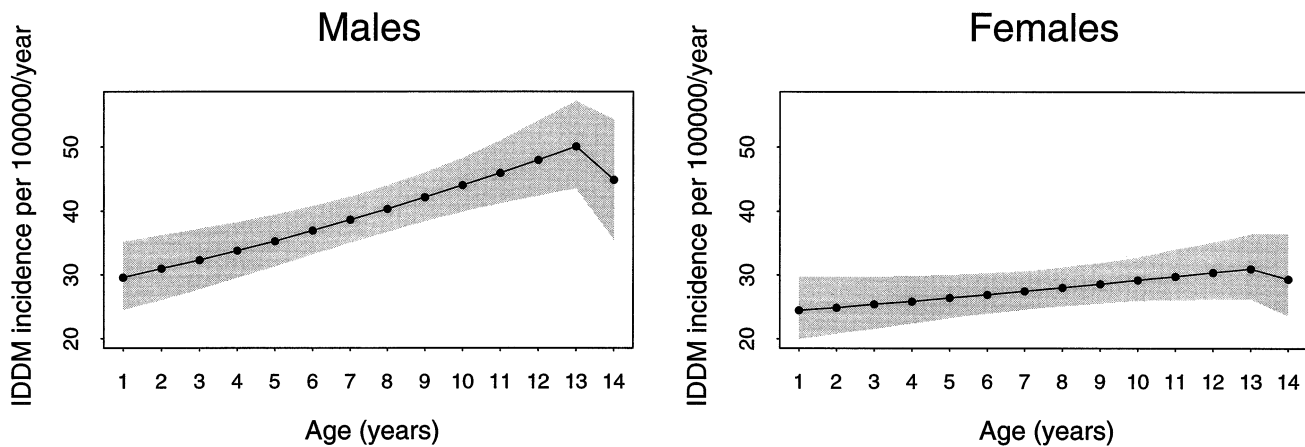 Males
IDDM incidence per 100000/year
50
40
30
20
1 2 3 4 5 6 7 8 9 10 11 12 13 14
Age (years)
Females
IDDM incidence per 100000/year
50
40
30
20
1 2 3 4 5 6 7 8 9 10 11 12 13 14
Age (years)